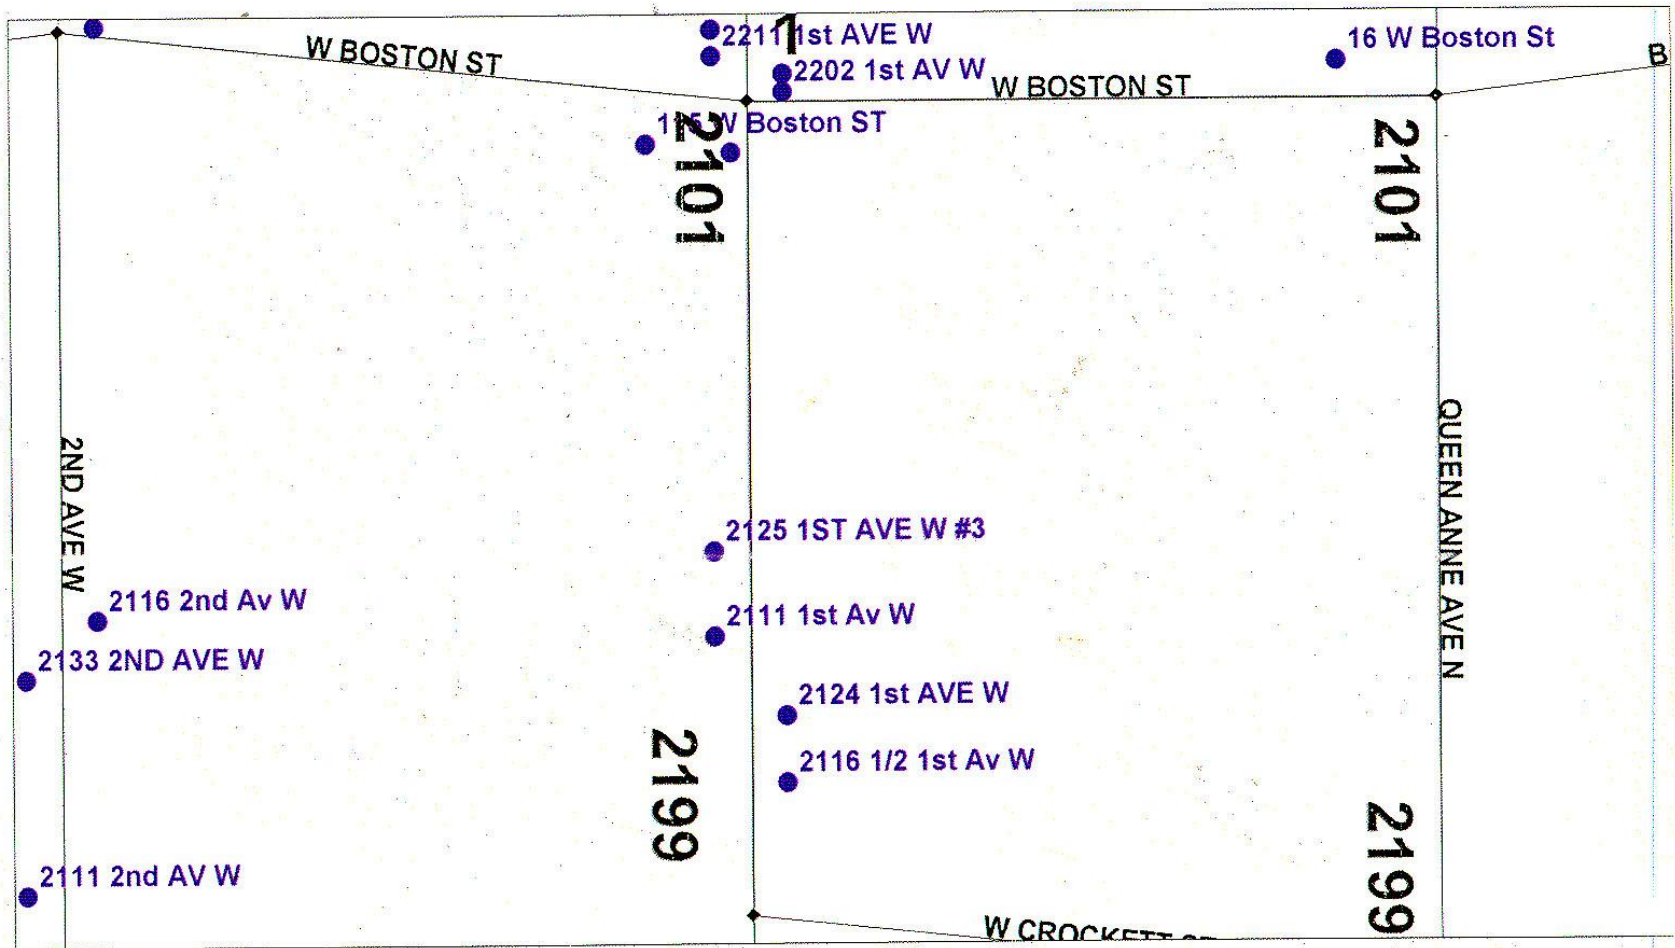 1
2211 1st AVE W
16 W Boston St
B
W BOSTON ST
2202 1st AV W
W BOSTON ST
W Boston ST
2101
2101
2ND AVE W
QUEEN ANNE AVE N
2125 1ST AVE W #3
2116 2nd Av W
2111 1st Av W
2133 2ND AVE W
2124 1st AVE W
2116 1/2 1st Av W
2199
2199
2111 2nd AV W
W CROCKETT